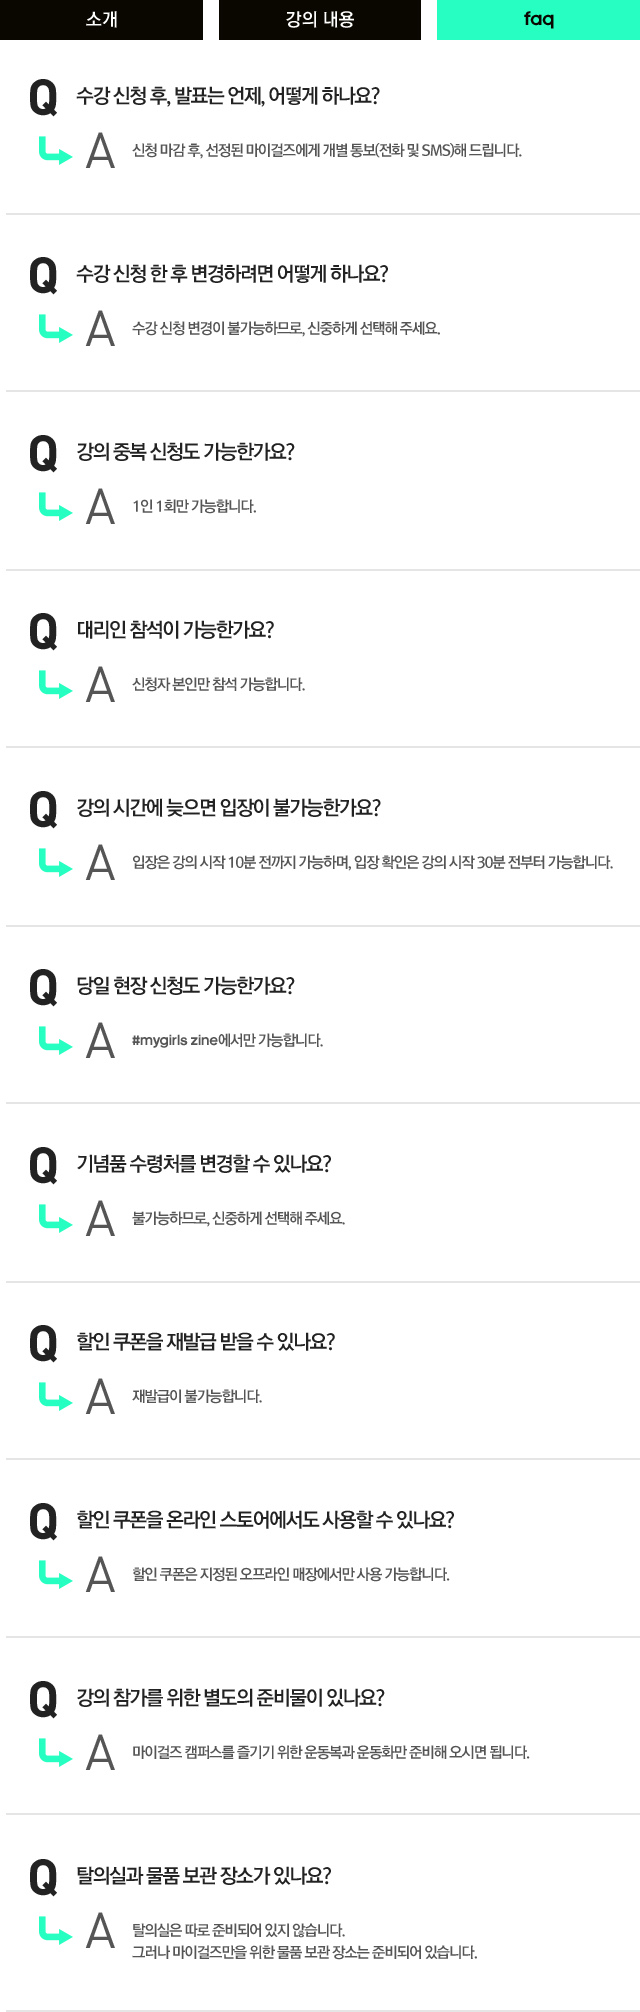 소개
강의 내용
faq
Q 수강 신청 후, 발표는 언제, 어떻게 하나요?
A 신청 마감 후, 선정된 마이걸즈에게 개별 통보(전화 및 SMS)해 드립니다.
Q 수강 신청 한 후 변경하려면 어떻게 하나요?
A 수강 신청 변경이 불가능하므로, 신중하게 선택해 주세요.
Q 강의 중복 신청도 가능한가요?
A 1인 1회만 가능합니다.
Q 대리인 참석이 가능한가요?
A 신청자 본인만 참석 가능합니다.
Q 강의 시간에 늦으면 입장이 불가능한가요?
A 입장은 강의 시작 10분 전까지 가능하며, 입장 확인은 강의 시작 30분 전부터 가능합니다.
Q 당일 현장 신청도 가능한가요?
A #mygirls zine에서만 가능합니다.
Q 기념품 수령처를 변경할 수 있나요?
A 불가능하므로, 신중하게 선택해 주세요.
Q 할인 쿠폰을 재발급 받을 수 있나요?
A 재발급이 불가능합니다.
Q 할인 쿠폰을 온라인 스토어에서도 사용할 수 있나요?
A 할인 쿠폰은 지정된 오프라인 매장에서만 사용 가능합니다.
Q 강의 참가를 위한 별도의 준비물이 있나요?
A 마이걸즈 캠퍼스를 즐기기 위한 운동복과 운동화만 준비해 오시면 됩니다.
Q 탈의실과 물품 보관 장소가 있나요?
A 탈의실은 따로 준비되어 있지 않습니다.
그러나 마이걸즈만을 위한 물품 보관 장소는 준비되어 있습니다.